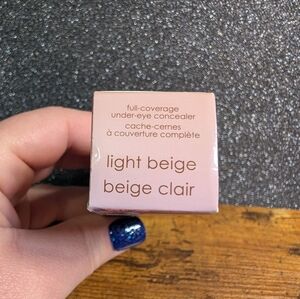 full-coverage
under-eye concealer
cache-cernes
à couverture complète
light beige
beige clair